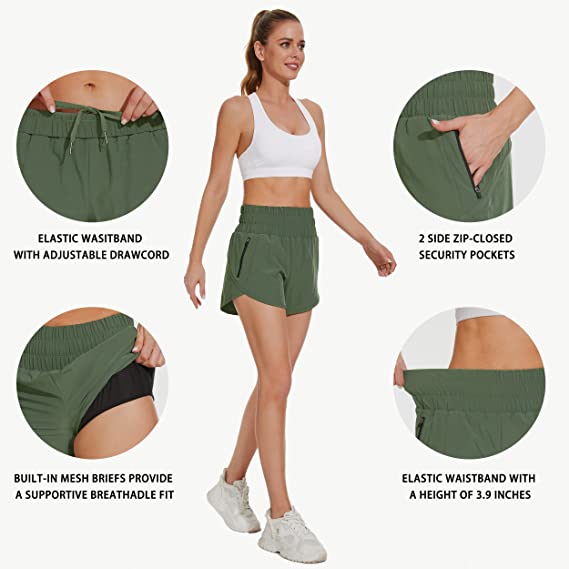 ELASTIC WASITBAND
WITH ADJUSTABLE DRAWCORD
2 SIDE ZIP-CLOSED
SECURITY POCKETS
BUILT-IN MESH BRIEFS PROVIDE
A SUPPORTIVE BREATHABLE FIT
ELASTIC WAISTBAND WITH
A HEIGHT OF 3.9 INCHES